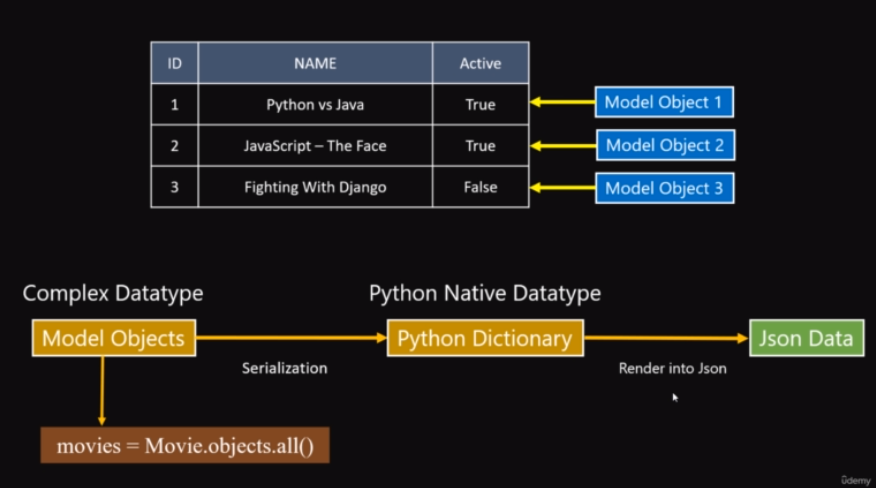 ID NAME Active
1 Python vs Java True Model Object 1
2 JavaScript – The Face True Model Object 2
3 Fighting With Django False Model Object 3
Complex Datatype Python Native Datatype
Model Objects Python Dictionary Json Data
Serialization Render into Json
movies = Movie.objects.all()
ûdemy